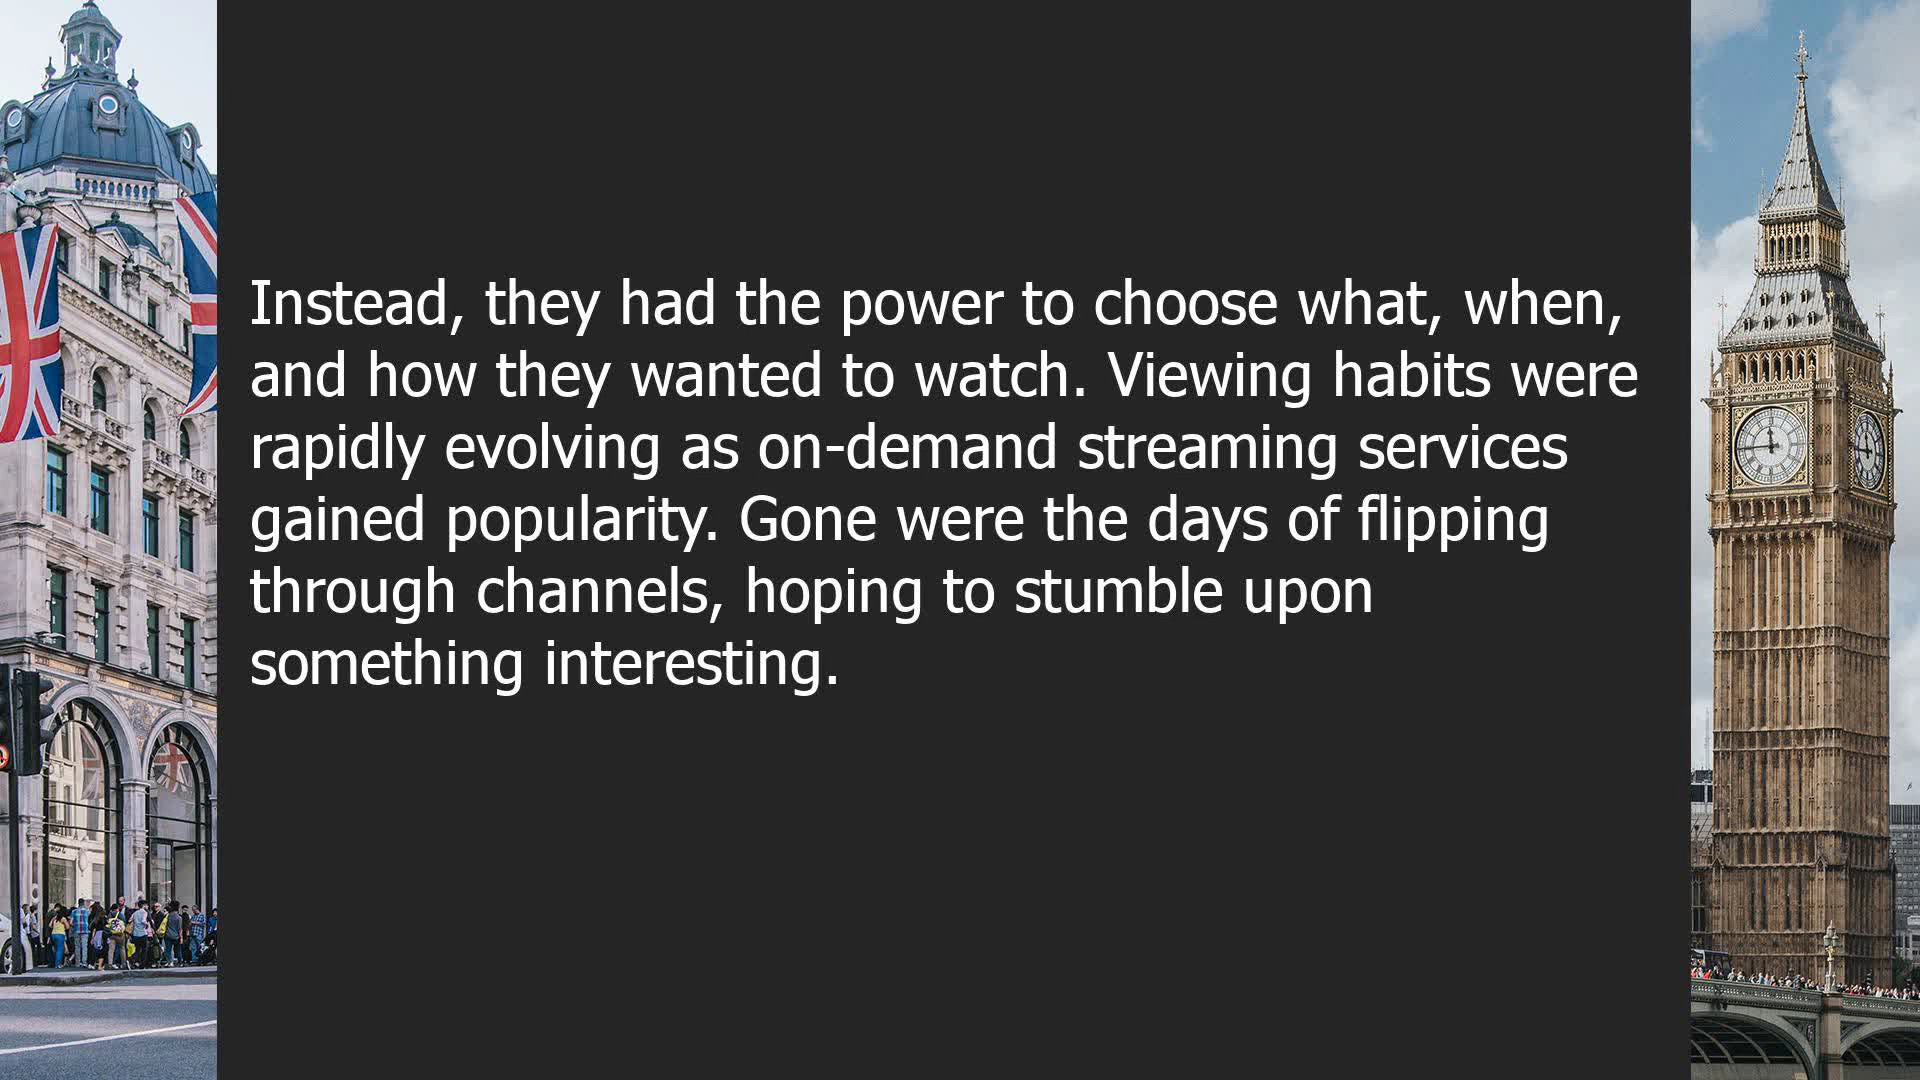 Instead, they had the power to choose what, when,
and how they wanted to watch. Viewing habits were
rapidly evolving as on-demand streaming services
gained popularity. Gone were the days of flipping
through channels, hoping to stumble upon
something interesting.